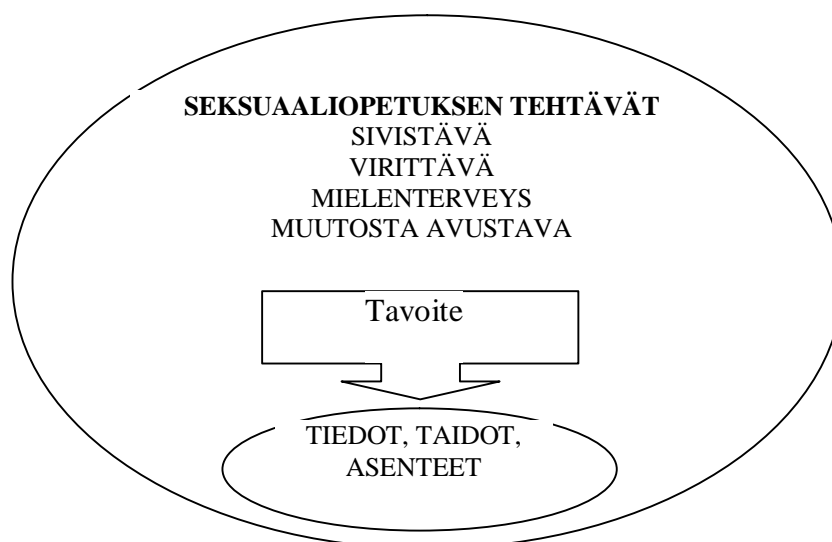 SEKSUAALIOPETUKSEN TEHTÄVÄT
SIVISTÄVÄ
VIRITTÄVÄ
MIELENTERVEYS
MUUTOSTA AVUSTAVA
Tavoite
TIEDOT, TAIDOT,
ASENTEET